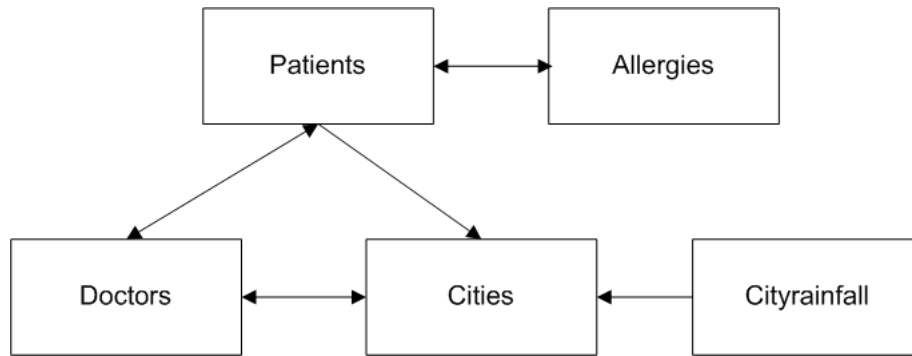 Patients
Allergies
Doctors
Cities
Cityrainfall